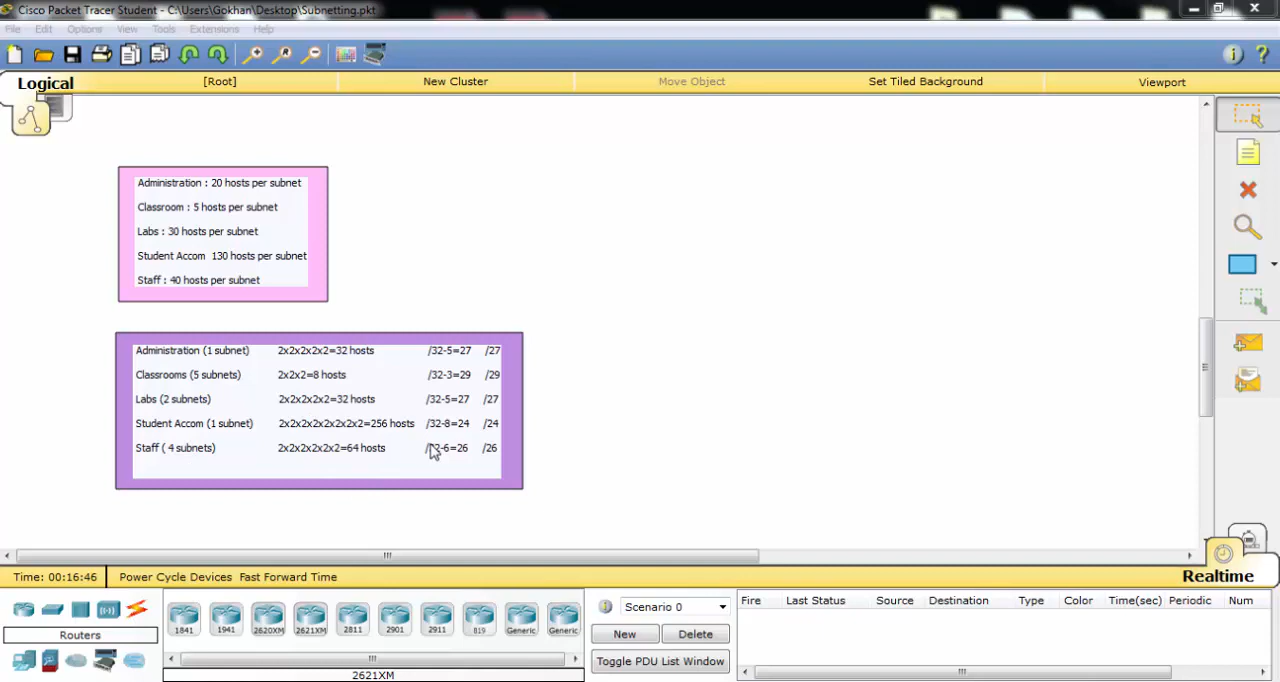 Cisco Packet Tracer Student - C:\Users\Gokhan\Desktop\Subnetting.pkt
File Edit Options View Tools Extensions Help
Logical [Root] New Cluster Move Object Set Tiled Background Viewport
Administration : 20 hosts per subnet
Classroom : 5 hosts per subnet
Labs : 30 hosts per subnet
Student Accom 130 hosts per subnet
Staff : 40 hosts per subnet
Administration (1 subnet) 2x2x2x2x2=32 hosts /32-5=27 /27
Classrooms (5 subnets) 2x2x2=8 hosts /32-3=29 /29
Labs (2 subnets) 2x2x2x2x2=32 hosts /32-5=27 /27
Student Accom (1 subnet) 2x2x2x2x2x2x2x2=256 hosts /32-8=24 /24
Staff ( 4 subnets) 2x2x2x2x2x2=64 hosts /32-6=26 /26
Time: 00:16:46 Power Cycle Devices Fast Forward Time Realtime
Routers
1841 1941 2620XM 2621XM 2811 2901 2911 819 Generic Generic
2621XM
Scenario 0
New Delete
Toggle PDU List Window
Fire Last Status Source Destination Type Color Time(sec) Periodic Num